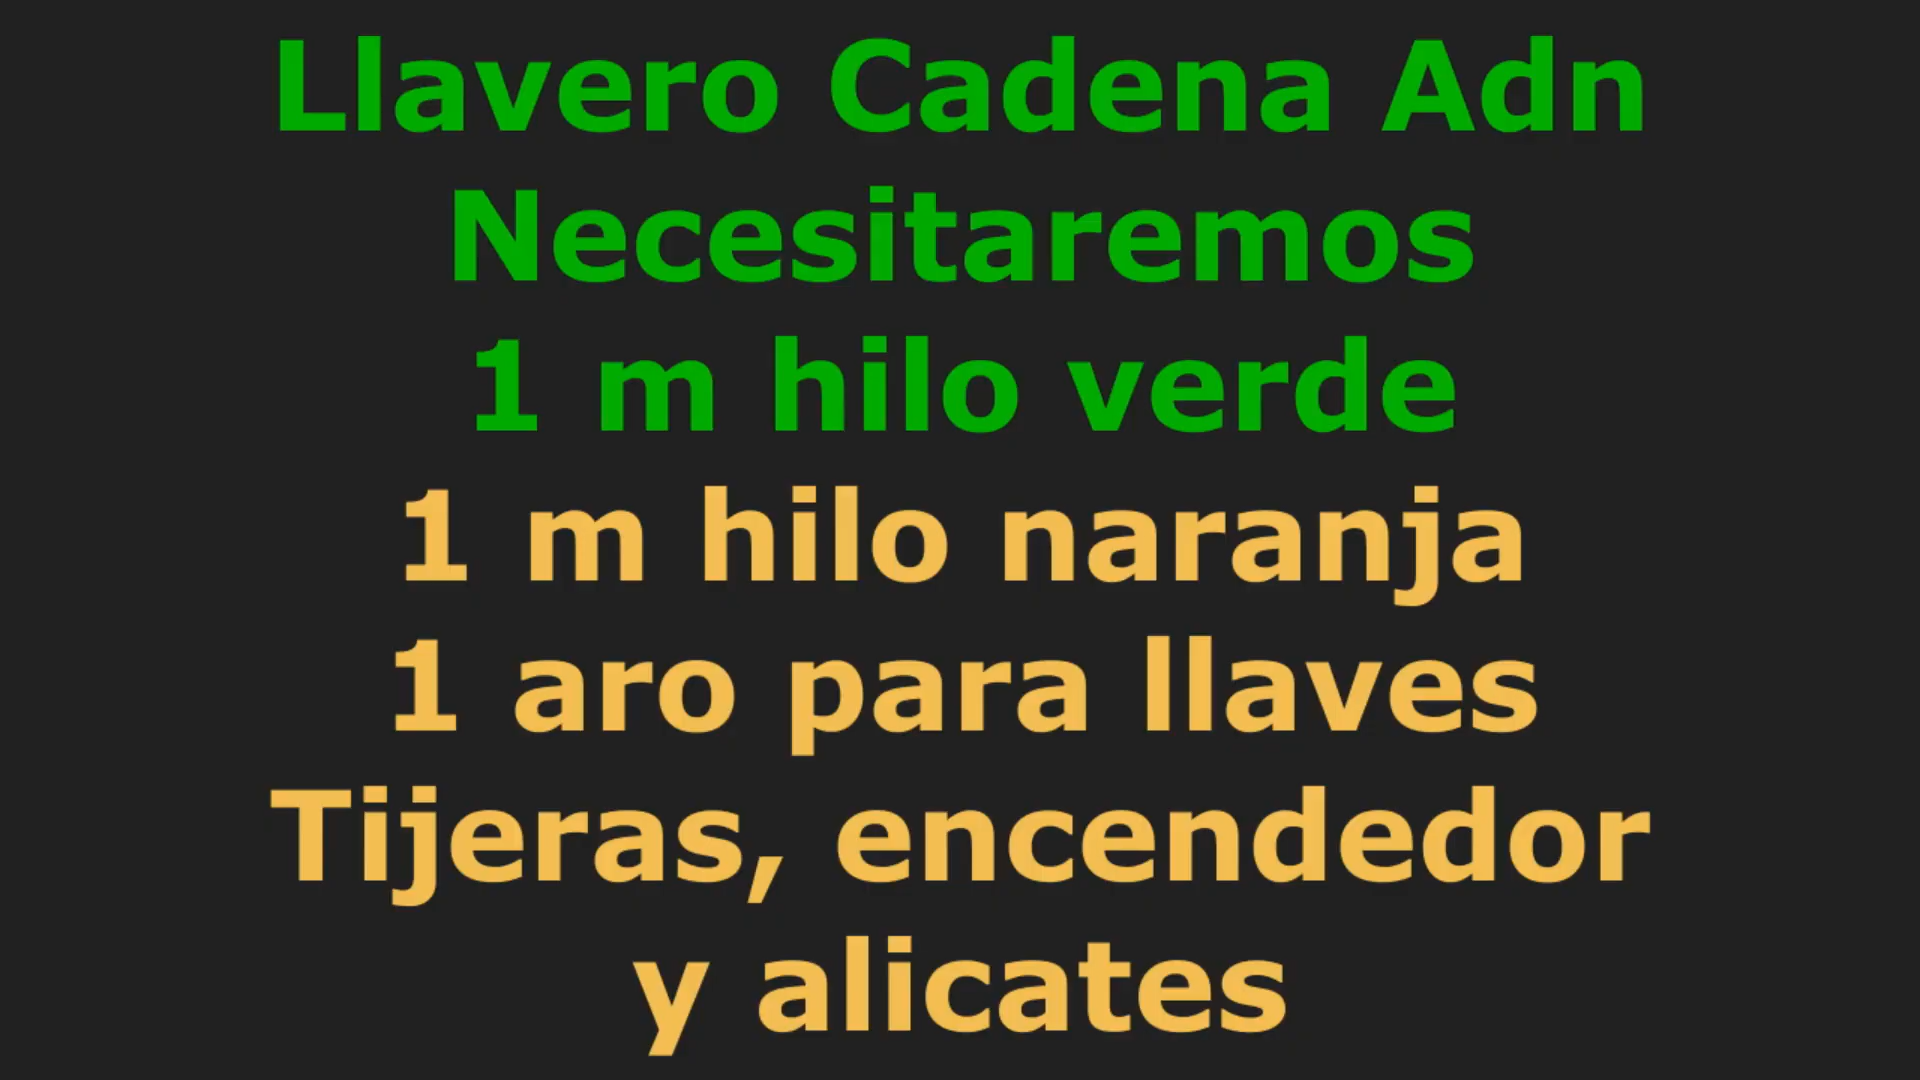 Llavero Cadena Adn
Necesitaremos
1 m hilo verde
1 m hilo naranja
1 aro para llaves
Tijeras, encendedor
y alicates